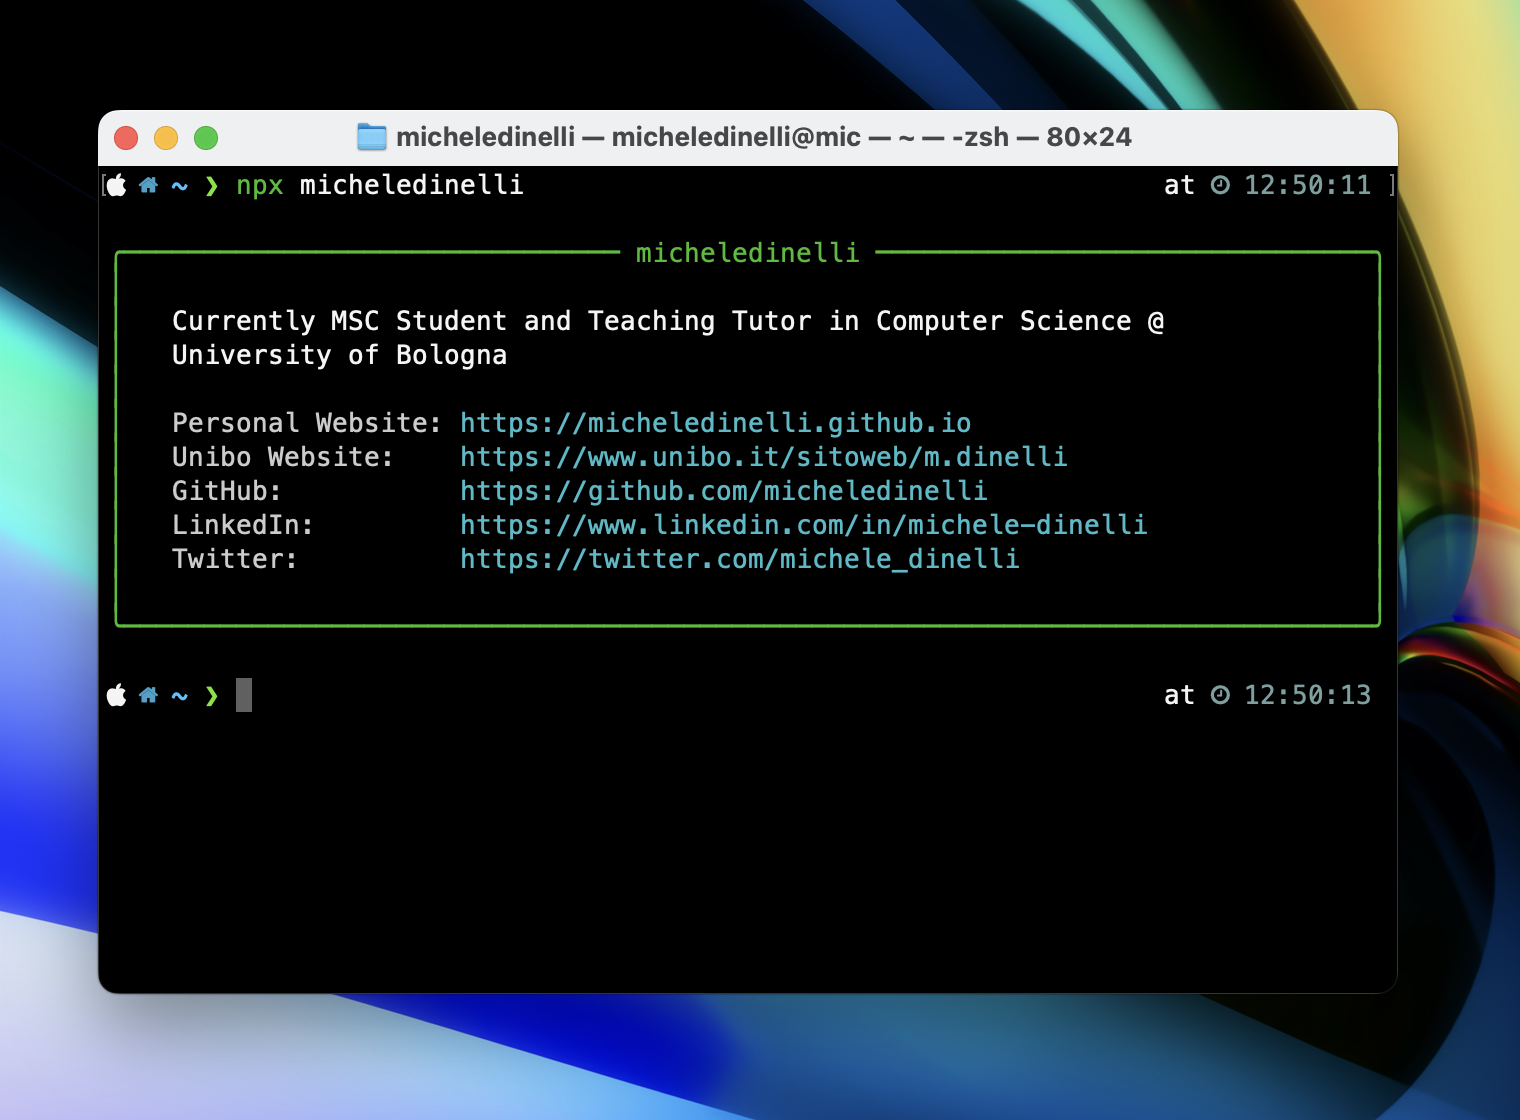 micheledinelli — micheledinelli@mic — ~ — -zsh — 80×24
[ ~ ❯ npx micheledinelli at 12:50:11 ]
micheledinelli
Currently MSC Student and Teaching Tutor in Computer Science @
University of Bologna
Personal Website: https://micheledinelli.github.io
Unibo Website: https://www.unibo.it/sitoweb/m.dinelli
GitHub: https://github.com/micheledinelli
LinkedIn: https://www.linkedin.com/in/michele-dinelli
Twitter: https://twitter.com/michele_dinelli
~ ❯ at 12:50:13